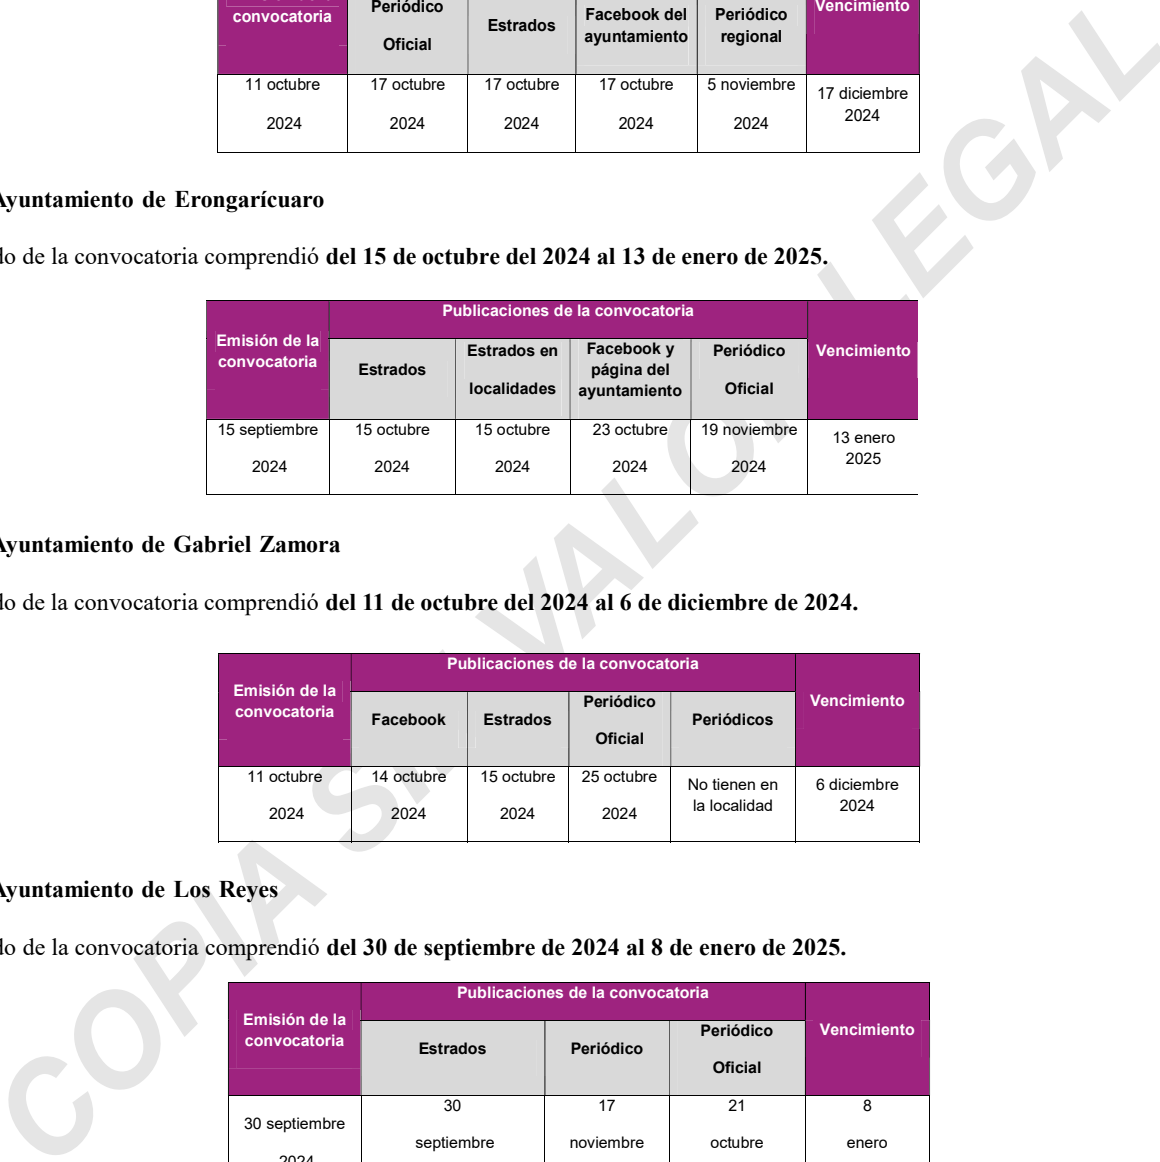 convocatoria
Periódico
Oficial
Estrados
Facebook del
ayuntamiento
Periódico
regional
Vencimiento
11 octubre
2024
17 octubre
2024
17 octubre
2024
17 octubre
2024
5 noviembre
2024
17 diciembre
2024
Ayuntamiento de Erongarícuaro
do de la convocatoria comprendió del 15 de octubre del 2024 al 13 de enero de 2025.
Emisión de la
convocatoria
Publicaciones de la convocatoria
Estrados
Estrados en
localidades
Facebook y
página del
ayuntamiento
Periódico
Oficial
Vencimiento
15 septiembre
2024
15 octubre
2024
15 octubre
2024
23 octubre
2024
19 noviembre
2024
13 enero
2025
Ayuntamiento de Gabriel Zamora
do de la convocatoria comprendió del 11 de octubre del 2024 al 6 de diciembre de 2024.
Emisión de la
convocatoria
Publicaciones de la convocatoria
Facebook
Estrados
Periódico
Oficial
Periódicos
Vencimiento
11 octubre
2024
14 octubre
2024
15 octubre
2024
25 octubre
2024
No tienen en
la localidad
6 diciembre
2024
Ayuntamiento de Los Reyes
do de la convocatoria comprendió del 30 de septiembre de 2024 al 8 de enero de 2025.
Emisión de la
convocatoria
Publicaciones de la convocatoria
Estrados
Periódico
Periódico
Oficial
Vencimiento
30 septiembre
2024
30
septiembre
17
noviembre
21
octubre
8
enero
COPIA SIN VALOR LEGAL